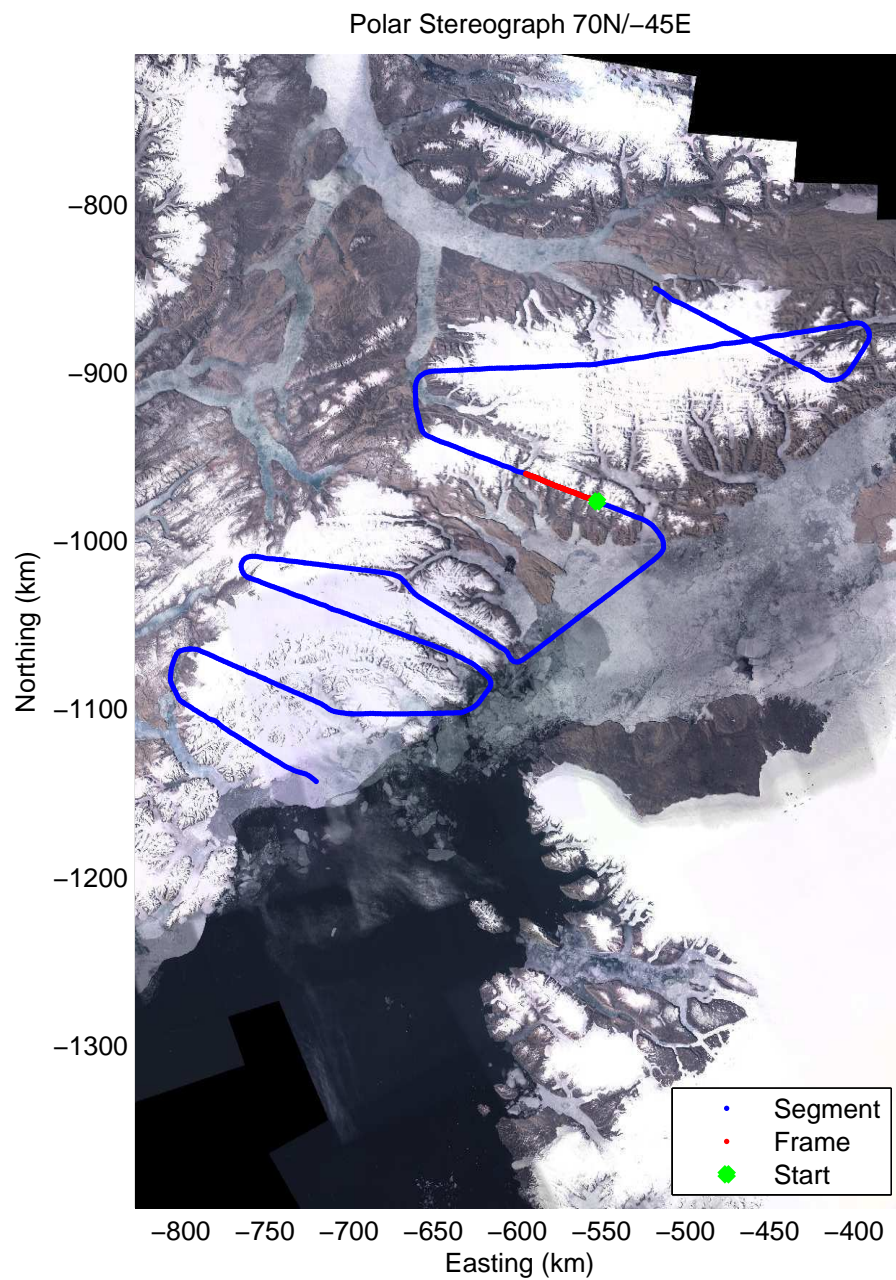 Polar Stereograph 70N/−45E
−800
−900
−1000
−1100
−1200
−1300
Northing (km)
Segment
Frame
Start
−800 −750 −700 −650 −600 −550 −500 −450 −400
Easting (km)